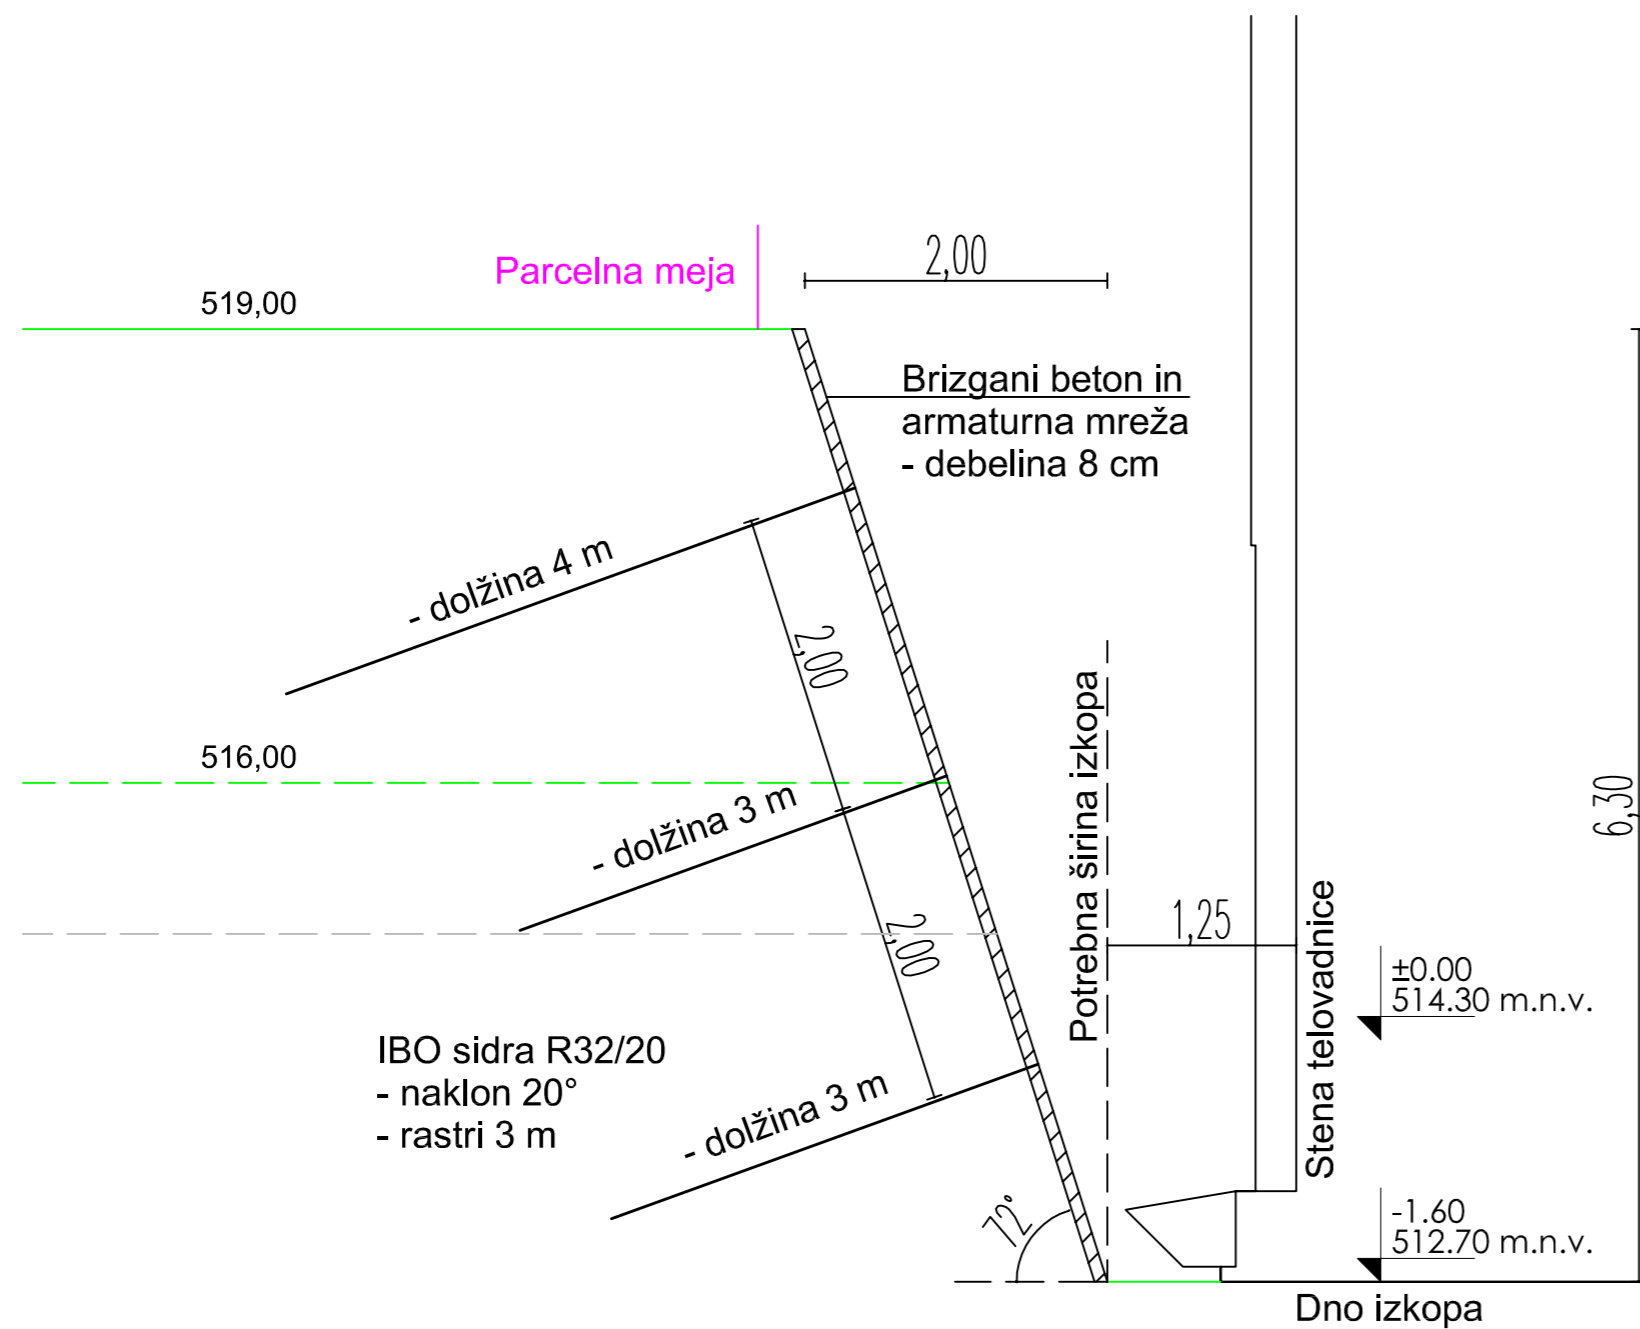 2,00
Parcelna meja
519,00
Brizgani beton in
armaturna mreža
- debelina 8 cm
- dolžina 4 m
2,00
516,00
- dolžina 3 m
2,00
Potrebna širina izkopa
1,25
6,30
Stena telovadnice
±0.00
514.30 m.n.v.
IBO sidra R32/20
- naklon 20°
- rastri 3 m
- dolžina 3 m
72°
-1.60
512.70 m.n.v.
Dno izkopa